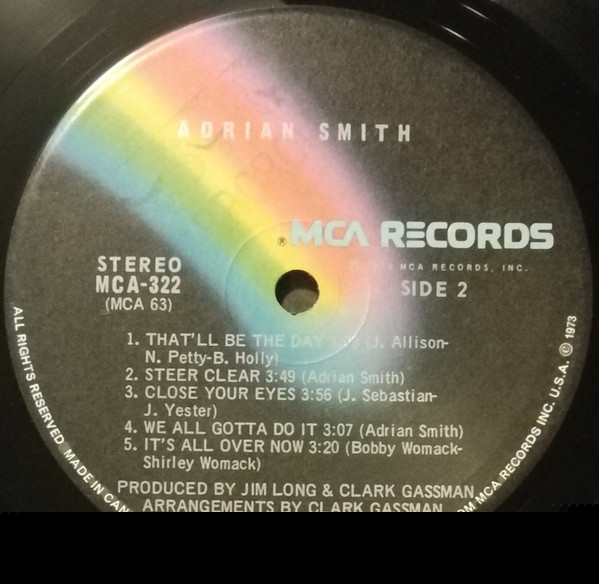 ADRIAN SMITH
® MCA RECORDS
MCA RECORDS, INC.
STEREO
MCA-322
(MCA 63)
SIDE 2
1. THAT'LL BE THE DAY (J. Allison-
N. Petty-B. Holly)
2. STEER CLEAR 3:49 (Adrian Smith)
3. CLOSE YOUR EYES 3:56 (J. Sebastian-
J. Yester)
4. WE ALL GOTTA DO IT 3:07 (Adrian Smith)
5. IT'S ALL OVER NOW 3:20 (Bobby Womack-
Shirley Womack)
PRODUCED BY JIM LONG & CLARK GASSMAN
ARRANGEMENTS BY CLARK GASSMAN
ALL RIGHTS RESERVED MADE IN
MCA RECORDS INC. U.S.A. © 1973